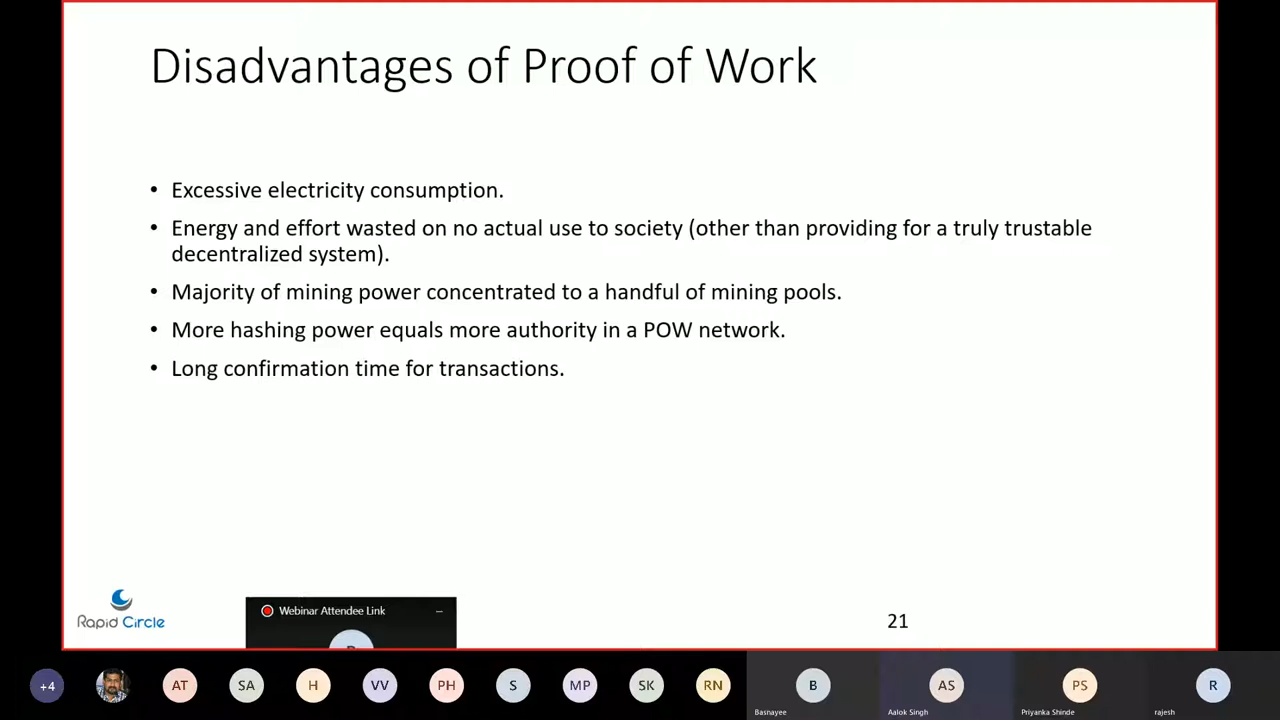 Disadvantages of Proof of Work
• Excessive electricity consumption.
• Energy and effort wasted on no actual use to society (other than providing for a truly trustable
decentralized system).
• Majority of mining power concentrated to a handful of mining pools.
• More hashing power equals more authority in a POW network.
• Long confirmation time for transactions.
Rapid Circle
Webinar Attendee Link
21
+4
AT
SA
H
VV
PH
S
MP
SK
RN
B
AS
PS
R
Basnayee
Aalok Singh
Priyanka Shinde
rajesh